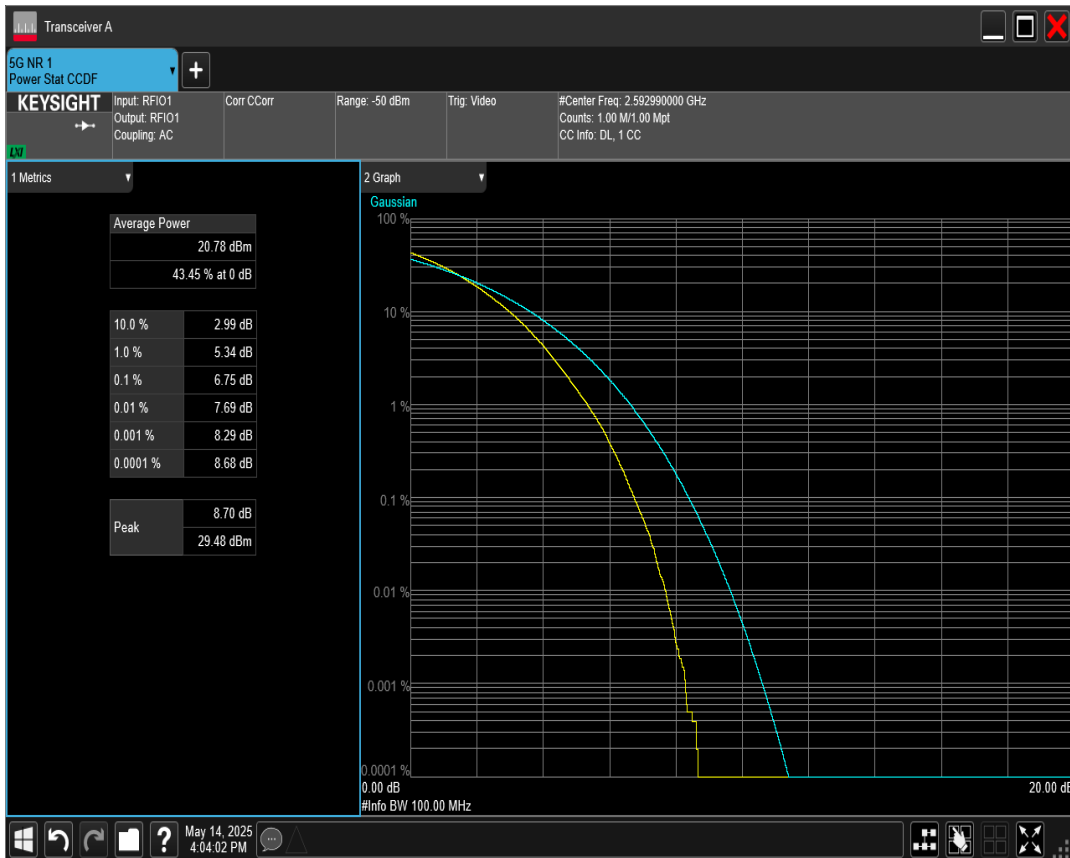 Transceiver A
5G NR 1
Power Stat CCDF
+
KEYSIGHT
LXI
Input: RFIO1
Output: RFIO1
Coupling: AC
Corr CCorr
Range: -50 dBm
Trig: Video
#Center Freq: 2.592990000 GHz
Counts: 1.00 M/1.00 Mpt
CC Info: DL, 1 CC
1 Metrics
Average Power
20.78 dBm
43.45 % at 0 dB
10.0 % 2.99 dB
1.0 % 5.34 dB
0.1 % 6.75 dB
0.01 % 7.69 dB
0.001 % 8.29 dB
0.0001 % 8.68 dB
Peak
8.70 dB
29.48 dBm
2 Graph
Gaussian
100 %
10 %
1 %
0.1 %
0.01 %
0.001 %
0.0001 %
0.00 dB 20.00 dB
#Info BW 100.00 MHz
?
May 14, 2025
4:04:02 PM